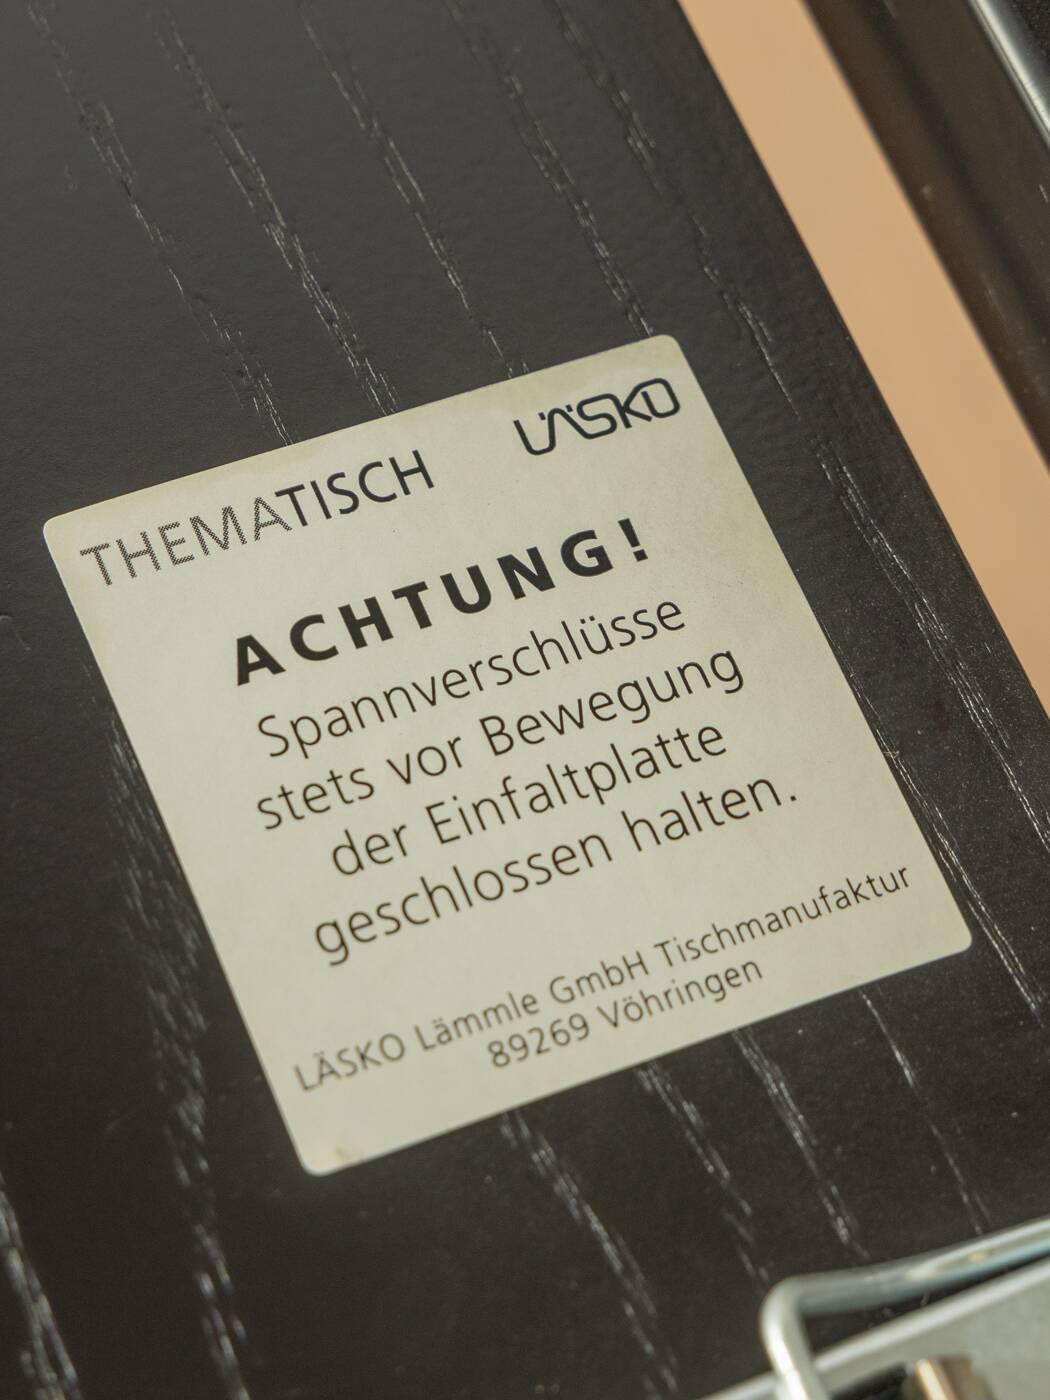 THEMATISCH LÄSKO
ACHTUNG!
Spannverschlüsse
stets vor Bewegung
der Einfaltplatte
geschlossen halten.
LÄSKO Lämmle GmbH Tischmanufaktur
89269 Vöhringen